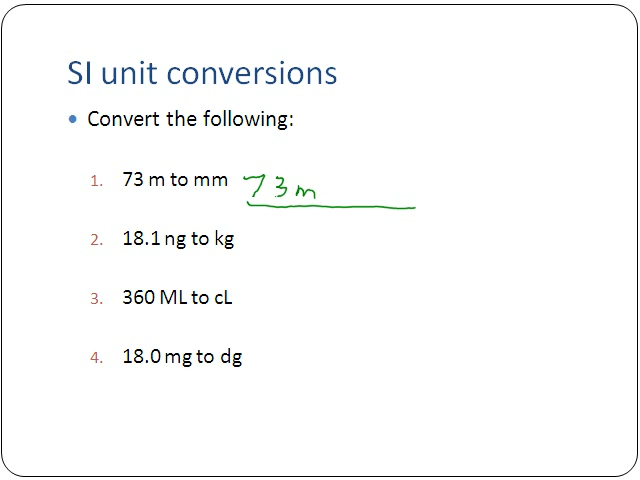 SI unit conversions
• Convert the following:
1. 73 m to mm 73 m
2. 18.1 ng to kg
3. 360 ML to cL
4. 18.0 mg to dg